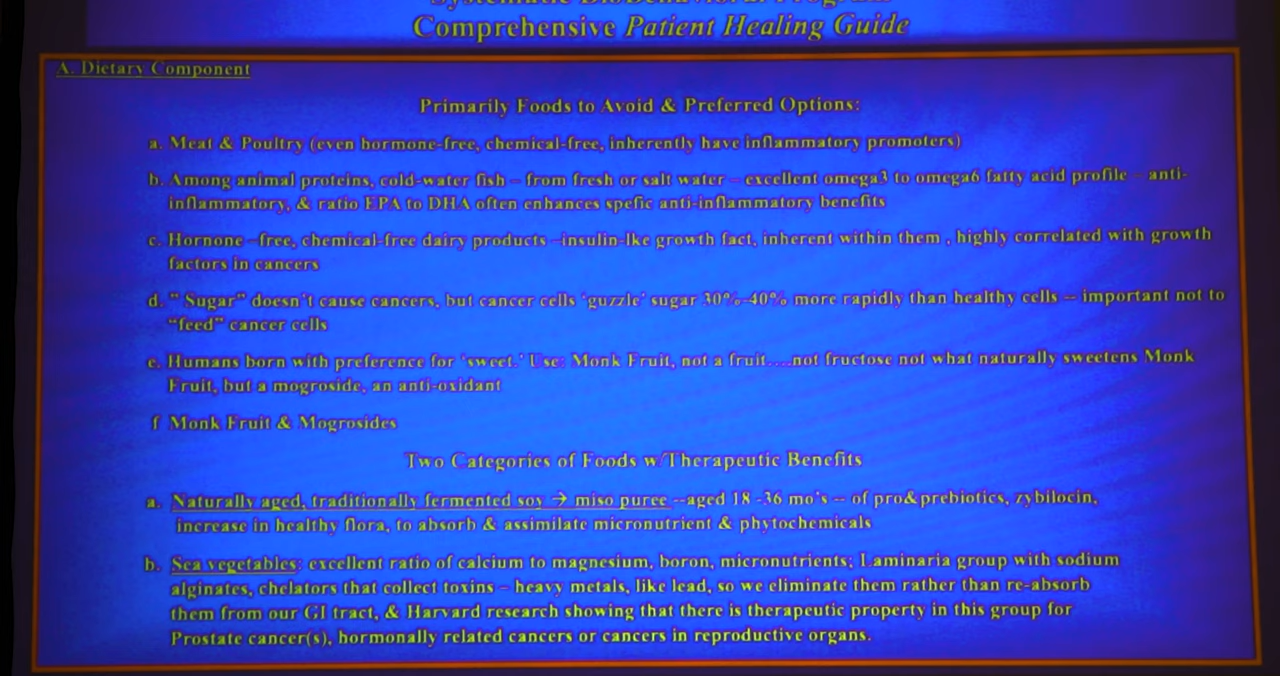 Systematic BioBehavioral Program
Comprehensive Patient Healing Guide
A. Dietary Component
Primarily Foods to Avoid & Preferred Options:
a. Meat & Poultry (even hormone-free, chemical-free, inherently have inflammatory promoters)
b. Among animal proteins, cold-water fish – from fresh or salt water – excellent omega3 to omega6 fatty acid profile – anti-
inflammatory, & ratio EPA to DHA often enhances spefic anti-inflammatory benefits
c. Hornone –free, chemical-free dairy products –insulin-lke growth fact, inherent within them , highly correlated with growth
factors in cancers
d. " Sugar" doesn't cause cancers, but cancer cells 'guzzle' sugar 30%-40% more rapidly than healthy cells -- important not to
"feed" cancer cells
e. Humans born with preference for 'sweet.' Use: Monk Fruit, not a fruit….not fructose not what naturally sweetens Monk
Fruit, but a mogroside, an anti-oxidant
f Monk Fruit & Mogrosides
Two Categories of Foods w/Therapeutic Benefits
a. Naturally aged, traditionally fermented soy → miso puree --aged 18 -36 mo's -- of pro&prebiotics, zybilocin,
increase in healthy flora, to absorb & assimilate micronutrient & phytochemicals
b. Sea vegetables: excellent ratio of calcium to magnesium, boron, micronutrients; Laminaria group with sodium
alginates, chelators that collect toxins – heavy metals, like lead, so we eliminate them rather than re-absorb
them from our GI tract, & Harvard research showing that there is therapeutic property in this group for
Prostate cancer(s), hormonally related cancers or cancers in reproductive organs.